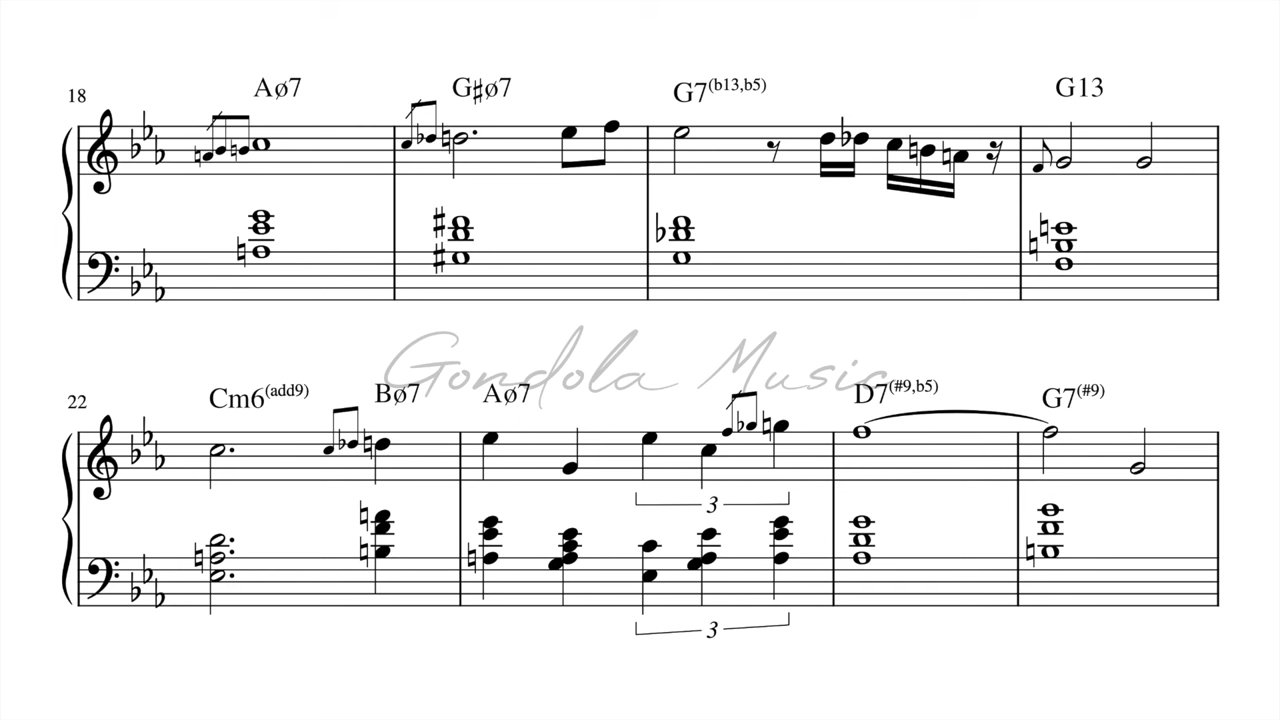 18 Aø7 G♯ø7 G7(b13,b5) G13
Gondola Music
22 Cm6(add9) Bø7 Aø7 D7(#9,b5) G7(#9)
3
3